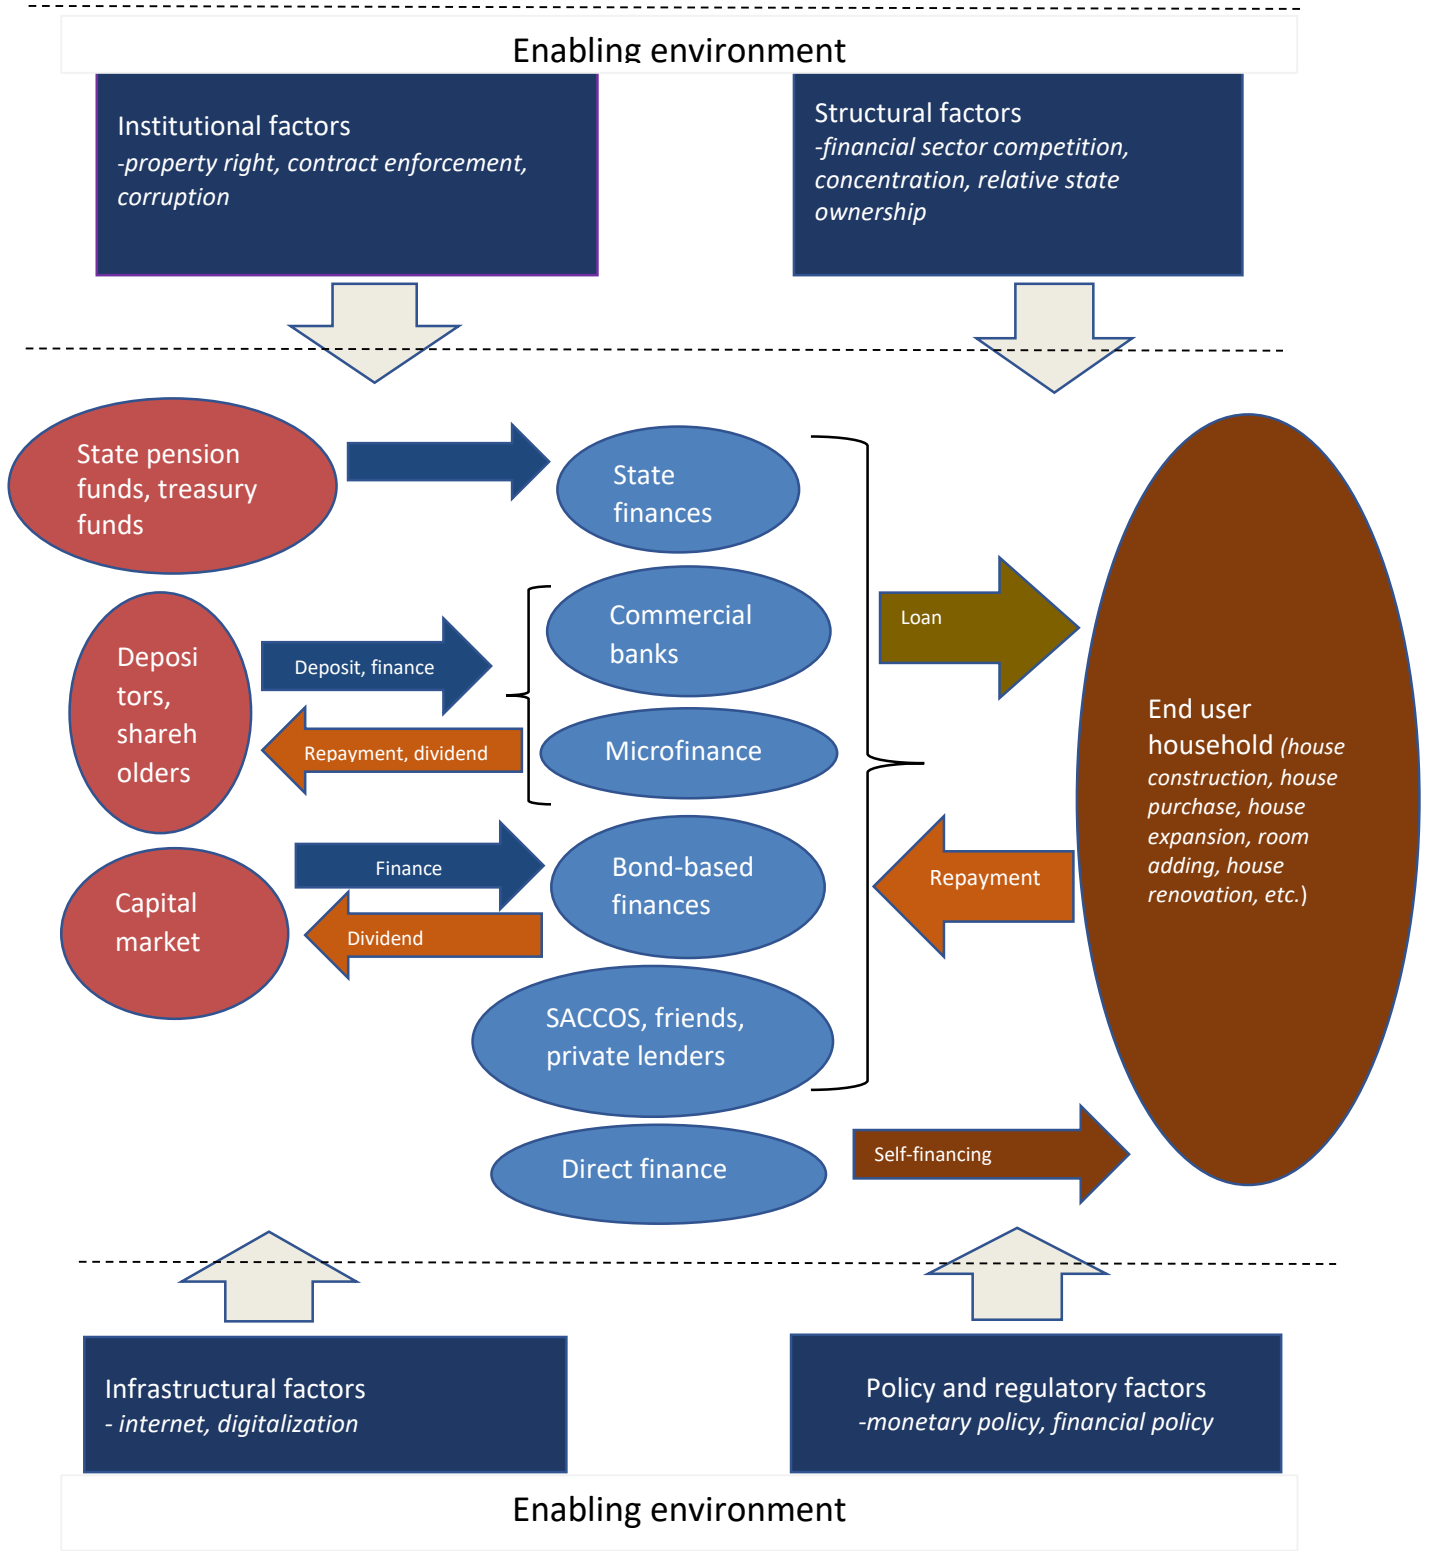 Enabling environment
Institutional factors
-property right, contract enforcement,
corruption
Structural factors
-financial sector competition,
concentration, relative state
ownership
State pension
funds, treasury
funds
State
finances
Commercial
banks
Loan
Deposi
tors,
shareh
olders
Deposit, finance
Repayment, dividend
Microfinance
End user
household (house
construction, house
purchase, house
expansion, room
adding, house
renovation, etc.)
Capital
market
Finance
Dividend
Bond-based
finances
Repayment
SACCOS, friends,
private lenders
Direct finance
Self-financing
Infrastructural factors
- internet, digitalization
Policy and regulatory factors
-monetary policy, financial policy
Enabling environment